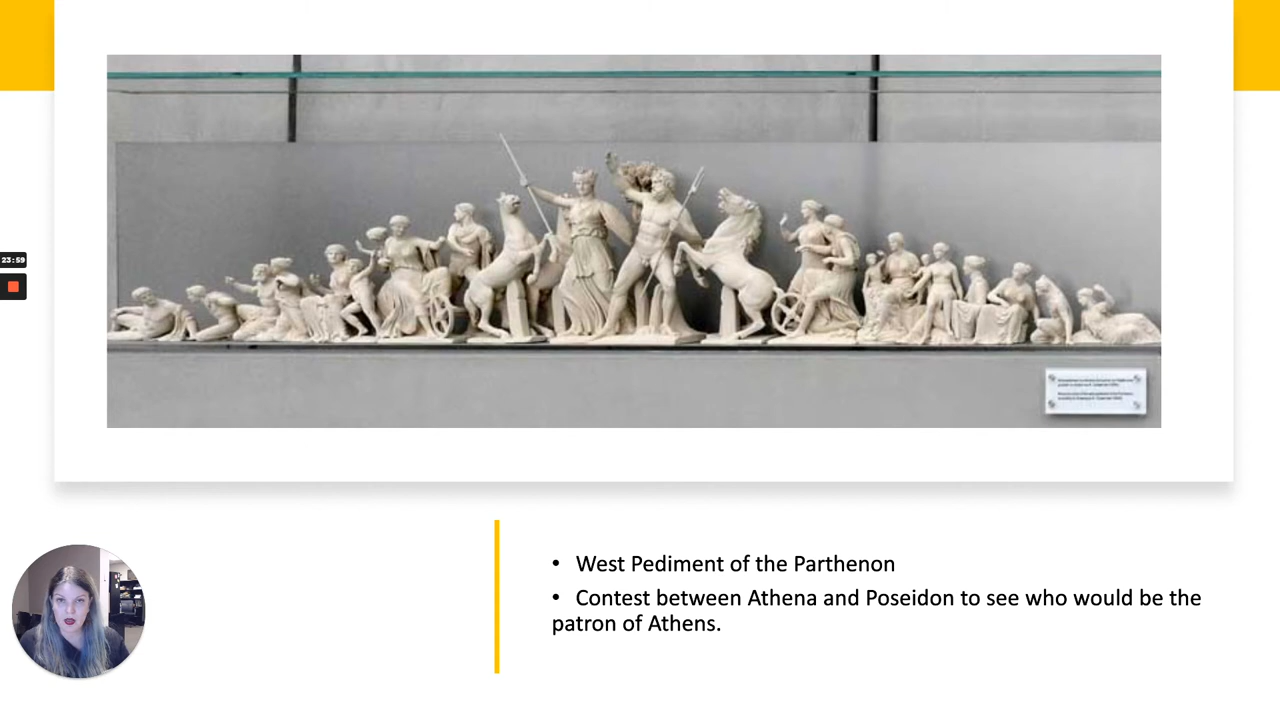 23:59
• West Pediment of the Parthenon
• Contest between Athena and Poseidon to see who would be the
patron of Athens.